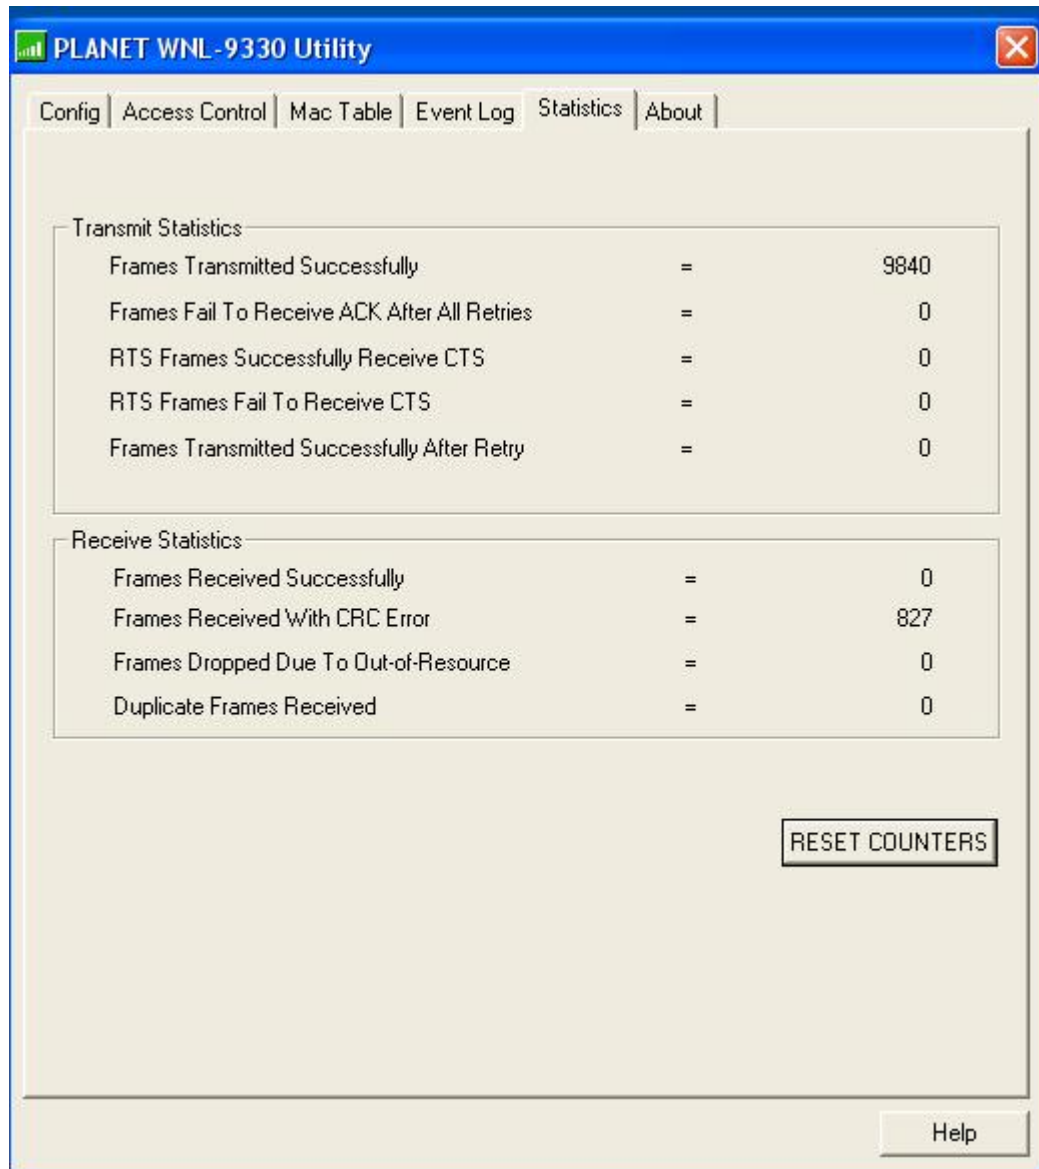 PLANET WNL-9330 Utility
Config Access Control Mac Table Event Log Statistics About
Transmit Statistics
Frames Transmitted Successfully = 9840
Frames Fail To Receive ACK After All Retries = 0
RTS Frames Successfully Receive CTS = 0
RTS Frames Fail To Receive CTS = 0
Frames Transmitted Successfully After Retry = 0
Receive Statistics
Frames Received Successfully = 0
Frames Received With CRC Error = 827
Frames Dropped Due To Out-of-Resource = 0
Duplicate Frames Received = 0
RESET COUNTERS
Help